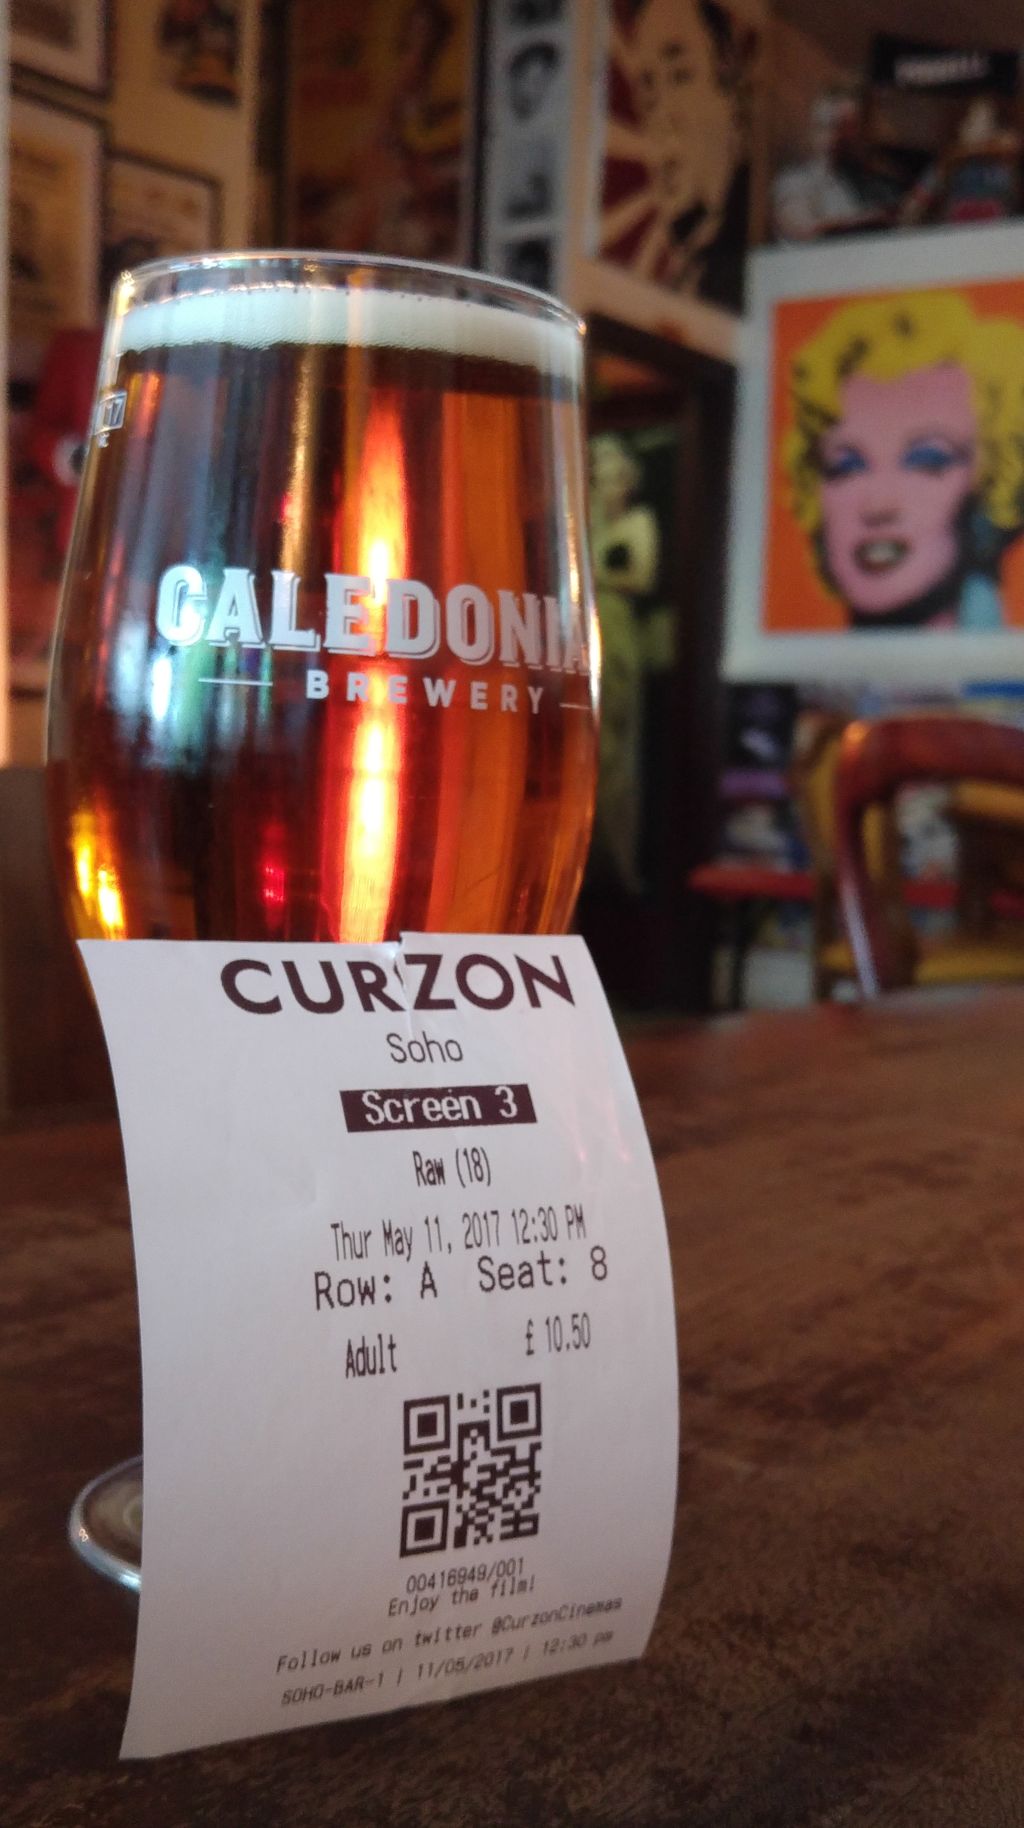 17
CALEDONIA
BREWERY
CURZON
Soho
Screen 3
Raw (18)
Thur May 11, 2017 12:30 PM
Row: A Seat: 8
Adult £ 10.50
00416949/001
Enjoy the film!
Follow us on twitter @CurzonCinemas
SOHO-BAR-1 | 11/05/2017 | 12:30 pm